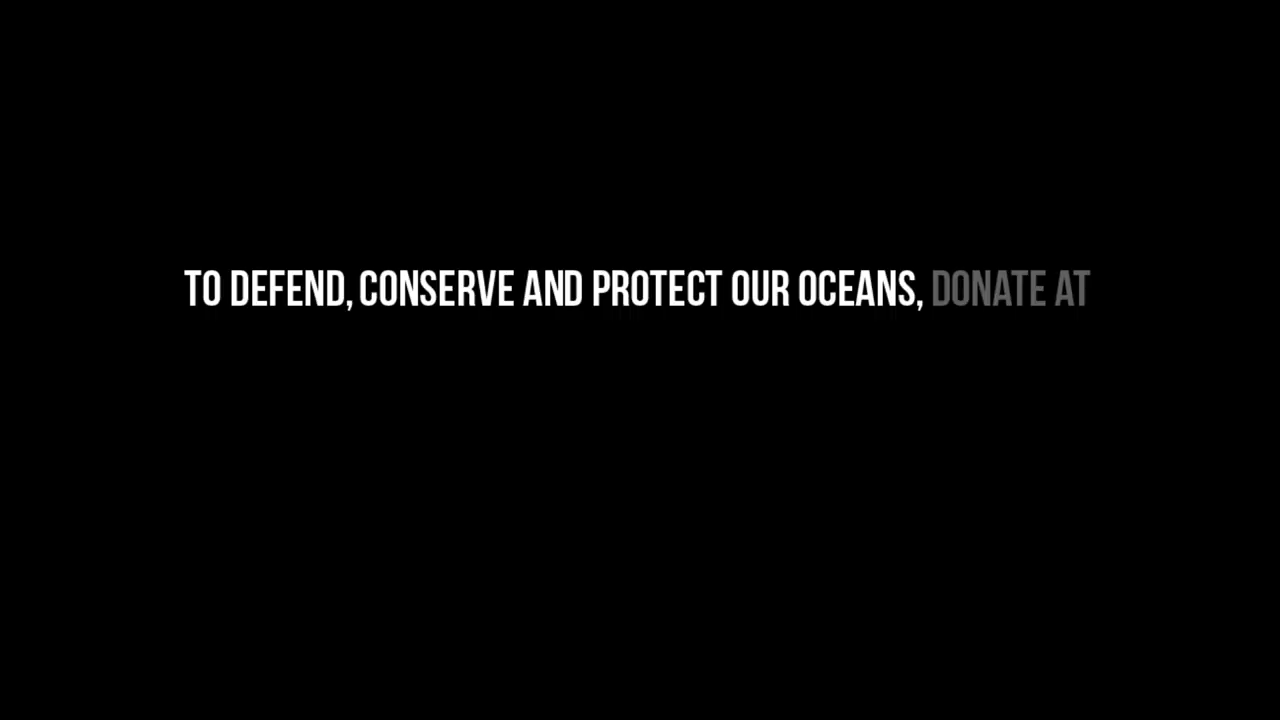 TO DEFEND, CONSERVE AND PROTECT OUR OCEANS, DONATE AT